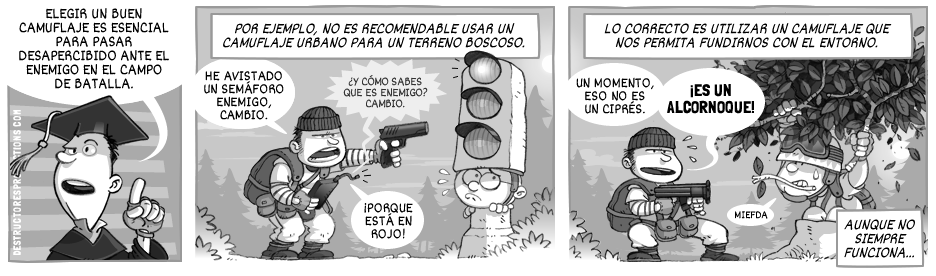 ELEGIR UN BUEN
CAMUFLAJE ES ESENCIAL
PARA PASAR
DESAPERCIBIDO ANTE EL
ENEMIGO EN EL CAMPO
DE BATALLA.
POR EJEMPLO, NO ES RECOMENDABLE USAR UN
CAMUFLAJE URBANO PARA UN TERRENO BOSCOSO.
HE AVISTADO
UN SEMÁFORO
ENEMIGO,
CAMBIO.
¿Y CÓMO SABES
QUE ES ENEMIGO?
CAMBIO.
¡PORQUE
ESTÁ EN
ROJO!
LO CORRECTO ES UTILIZAR UN CAMUFLAJE QUE
NOS PERMITA FUNDIRNOS CON EL ENTORNO.
UN MOMENTO,
ESO NO ES
UN CIPRÉS.
¡ES UN
ALCORNOQUE!
MIEFDA
AUNQUE NO
SIEMPRE
FUNCIONA...